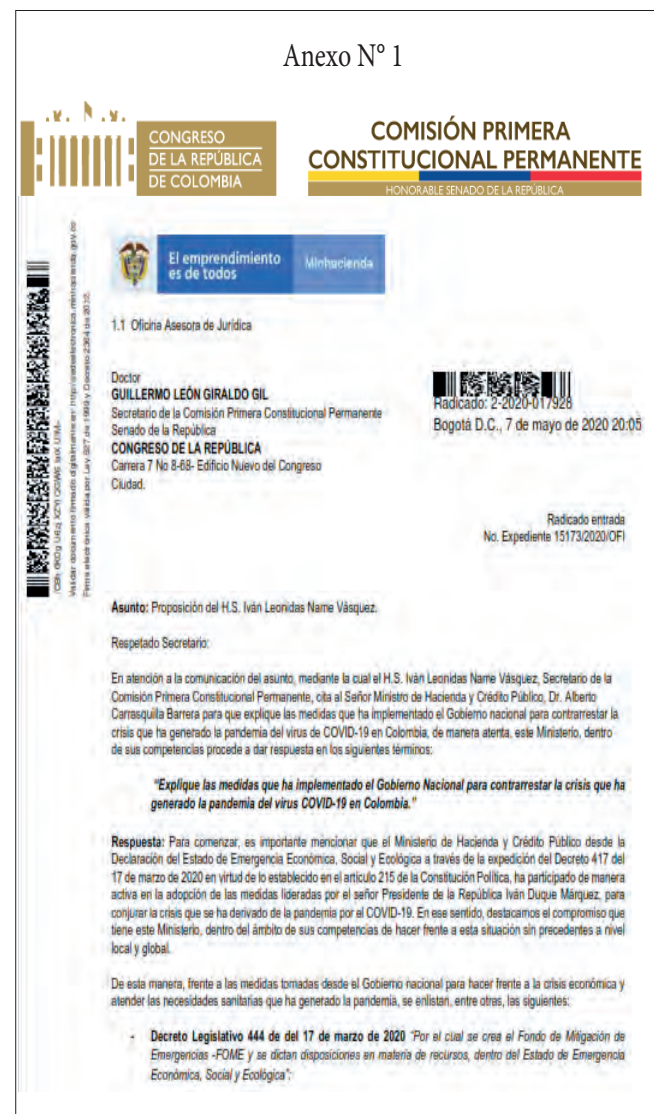 Anexo Nº 1
CONGRESO
DE LA REPÚBLICA
DE COLOMBIA
COMISIÓN PRIMERA
CONSTITUCIONAL PERMANENTE
HONORABLE SENADO DE LA REPÚBLICA
El emprendimiento
es de todos
Minhacienda
1.1 Oficina Asesora de Jurídica
Doctor
GUILLERMO LEÓN GIRALDO GIL
Secretario de la Comisión Primera Constitucional Permanente
Senado de la República
CONGRESO DE LA REPÚBLICA
Carrera 7 No 8-68- Edificio Nuevo del Congreso
Ciudad.
Radicado: 2-2020-017928
Bogotá D.C., 7 de mayo de 2020 20:05
Radicado entrada
No. Expediente 15173/2020/OFI
Validar documento firmado digitalmente en:
Firma electrónica válida por Ley 527 de 1999 y Decreto 2364 de 2012.
Asunto: Proposición del H.S. Iván Leonidas Name Vásquez.
Respetado Secretario:
En atención a la comunicación del asunto, mediante la cual el H.S. Iván Leonidas Name Vásquez, Secretario de la
Comisión Primera Constitucional Permanente, cita al Señor Ministro de Hacienda y Crédito Público, Dr. Alberto
Carrasquilla Barrera para que explique las medidas que ha implementado el Gobierno nacional para contrarrestar la
crisis que ha generado la pandemia del virus de COVID-19 en Colombia, de manera atenta, este Ministerio, dentro
de sus competencias procede a dar respuesta en los siguientes términos:
"Explique las medidas que ha implementado el Gobierno Nacional para contrarrestar la crisis que ha
generado la pandemia del virus COVID-19 en Colombia."
Respuesta: Para comenzar, es importante mencionar que el Ministerio de Hacienda y Crédito Público desde la
Declaración del Estado de Emergencia Económica, Social y Ecológica a través de la expedición del Decreto 417 del
17 de marzo de 2020 en virtud de lo establecido en el artículo 215 de la Constitución Política, ha participado de manera
activa en la adopción de las medidas lideradas por el señor Presidente de la República Iván Duque Márquez, para
conjurar la crisis que se ha derivado de la pandemia por el COVID-19. En ese sentido, destacamos el compromiso que
tiene este Ministerio, dentro del ámbito de sus competencias de hacer frente a esta situación sin precedentes a nivel
local y global.
De esta manera, frente a las medidas tomadas desde el Gobierno nacional para hacer frente a la crisis económica y
atender las necesidades sanitarias que ha generado la pandemia, se enlistan, entre otras, las siguientes:
- Decreto Legislativo 444 de del 17 de marzo de 2020 "Por el cual se crea el Fondo de Mitigación de
Emergencias -FOME y se dictan disposiciones en materia de recursos, dentro del Estado de Emergencia
Económica, Social y Ecológica":